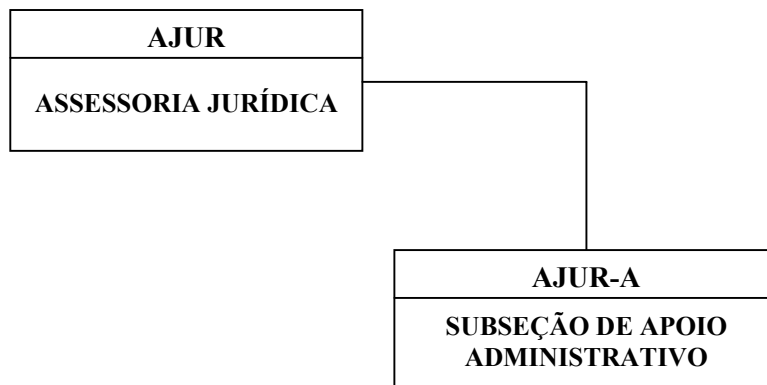 AJUR
ASSESSORIA JURÍDICA
AJUR-A
SUBSEÇÃO DE APOIO
ADMINISTRATIVO